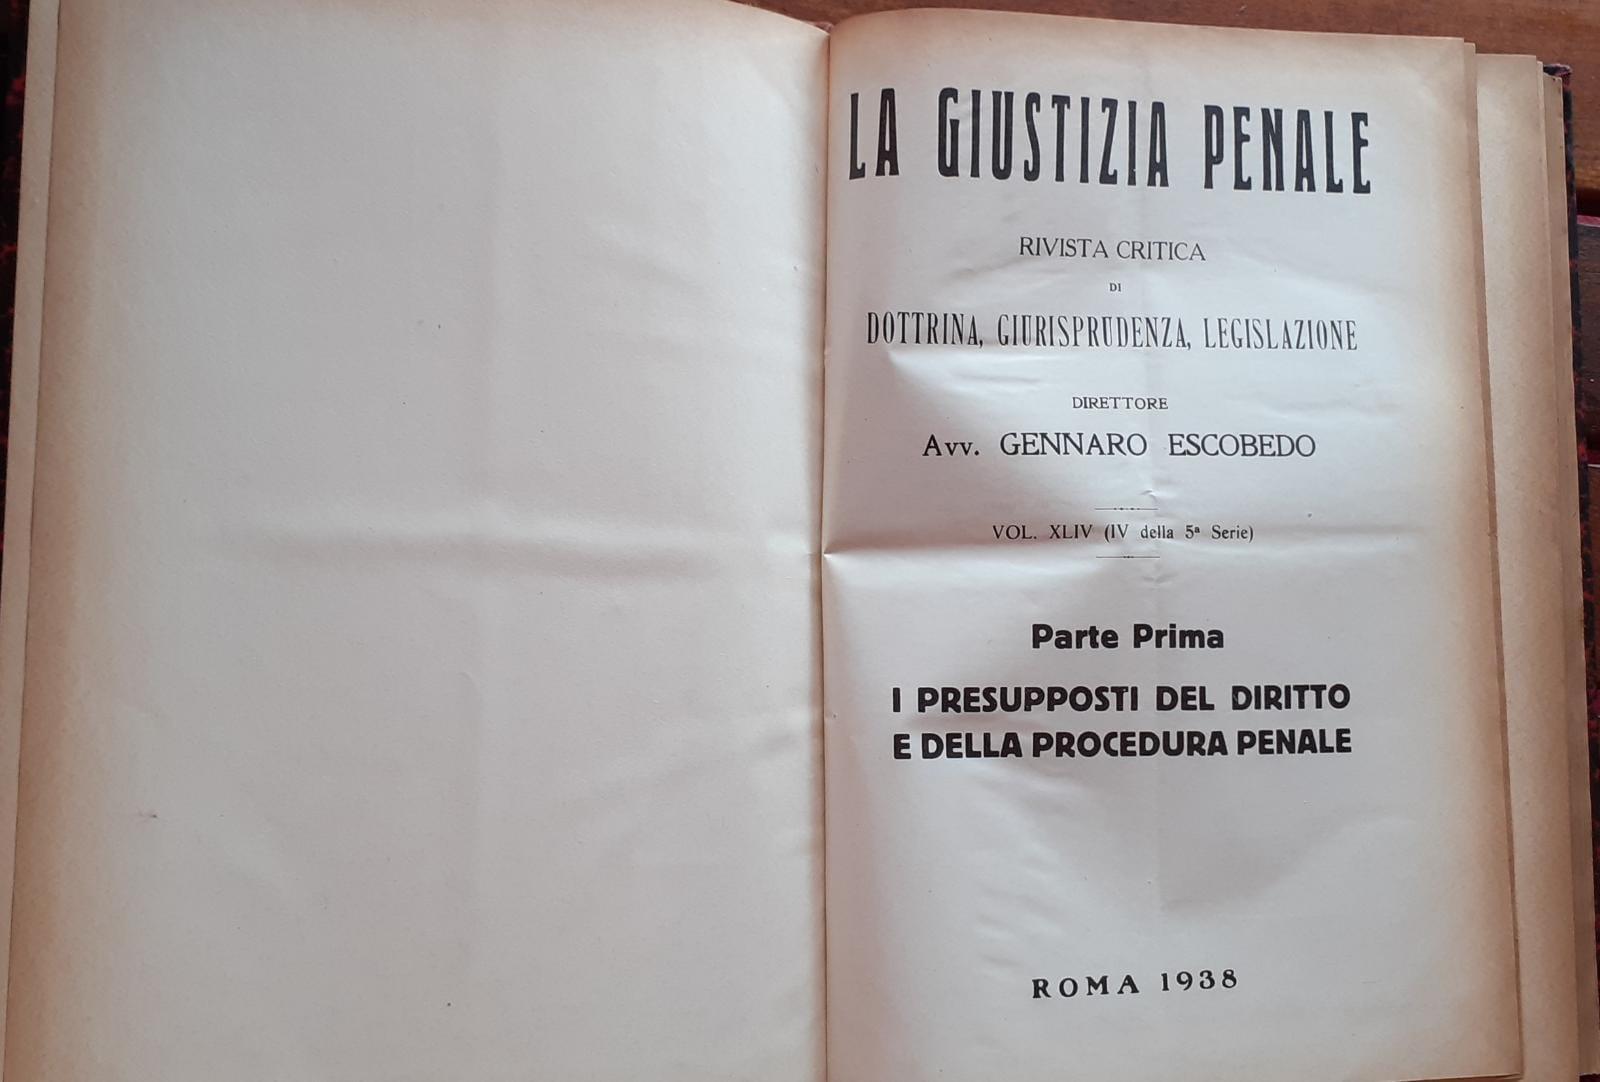 LA GIUSTIZIA PENALE
RIVISTA CRITICA
DI
DOTTRINA, GIURISPRUDENZA, LEGISLAZIONE
DIRETTORE
Avv. GENNARO ESCOBEDO
VOL. XLIV (IV della 5ª Serie)
Parte Prima
I PRESUPPOSTI DEL DIRITTO
E DELLA PROCEDURA PENALE
ROMA 1938